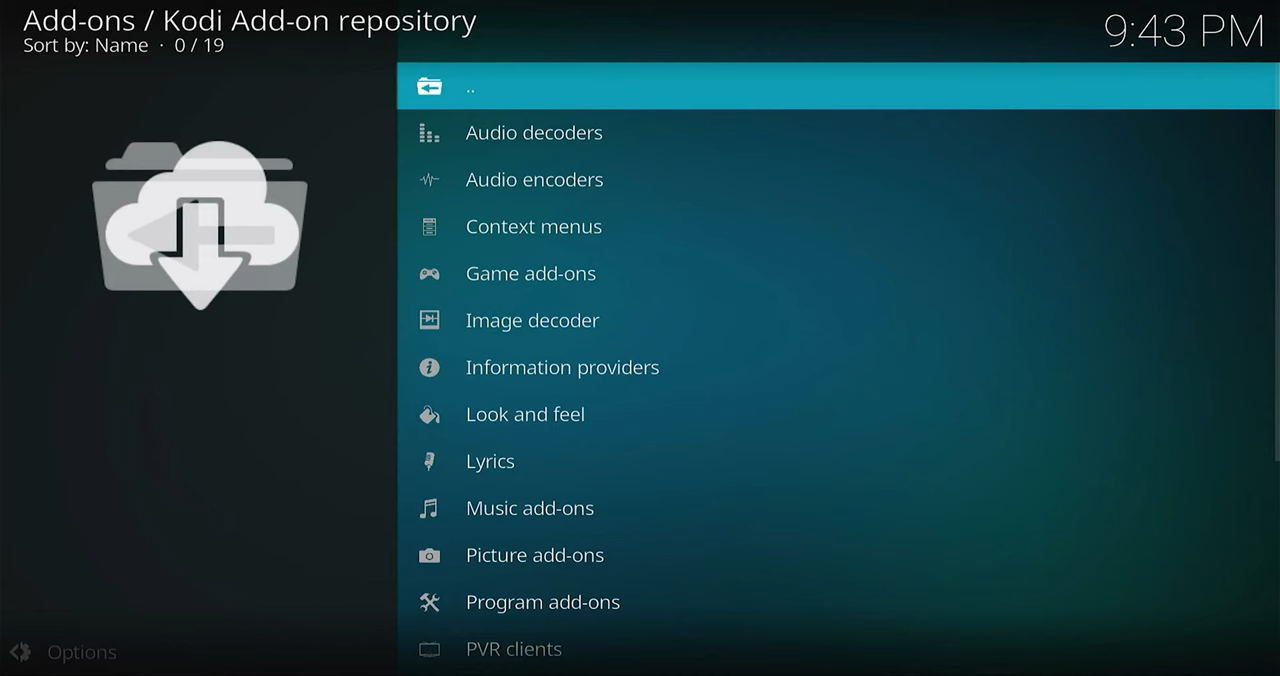 Add-ons / Kodi Add-on repository
Sort by: Name · 0 / 19
9:43 PM
..
Audio decoders
Audio encoders
Context menus
Game add-ons
Image decoder
Information providers
Look and feel
Lyrics
Music add-ons
Picture add-ons
Program add-ons
PVR clients
Options